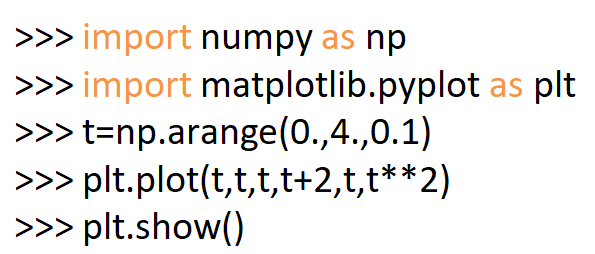 >>> import numpy as np
>>> import matplotlib.pyplot as plt
>>> t=np.arange(0.,4.,0.1)
>>> plt.plot(t,t,t,t+2,t,t**2)
>>> plt.show()